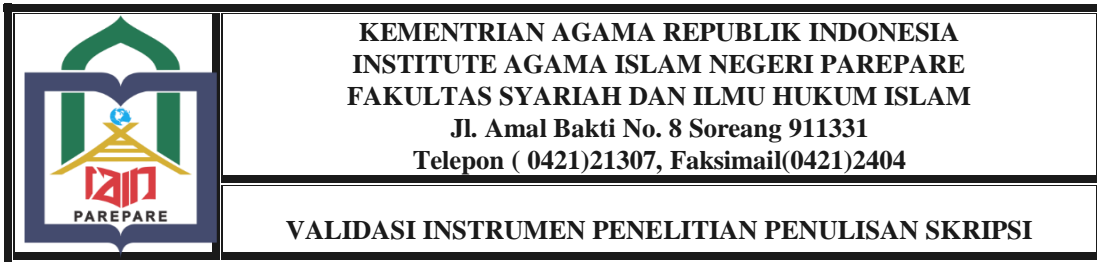 KEMENTRIAN AGAMA REPUBLIK INDONESIA
INSTITUTE AGAMA ISLAM NEGERI PAREPARE
FAKULTAS SYARIAH DAN ILMU HUKUM ISLAM
Jl. Amal Bakti No. 8 Soreang 911331
Telepon ( 0421)21307, Faksimail(0421)2404
iain
PAREPARE
VALIDASI INSTRUMEN PENELITIAN PENULISAN SKRIPSI